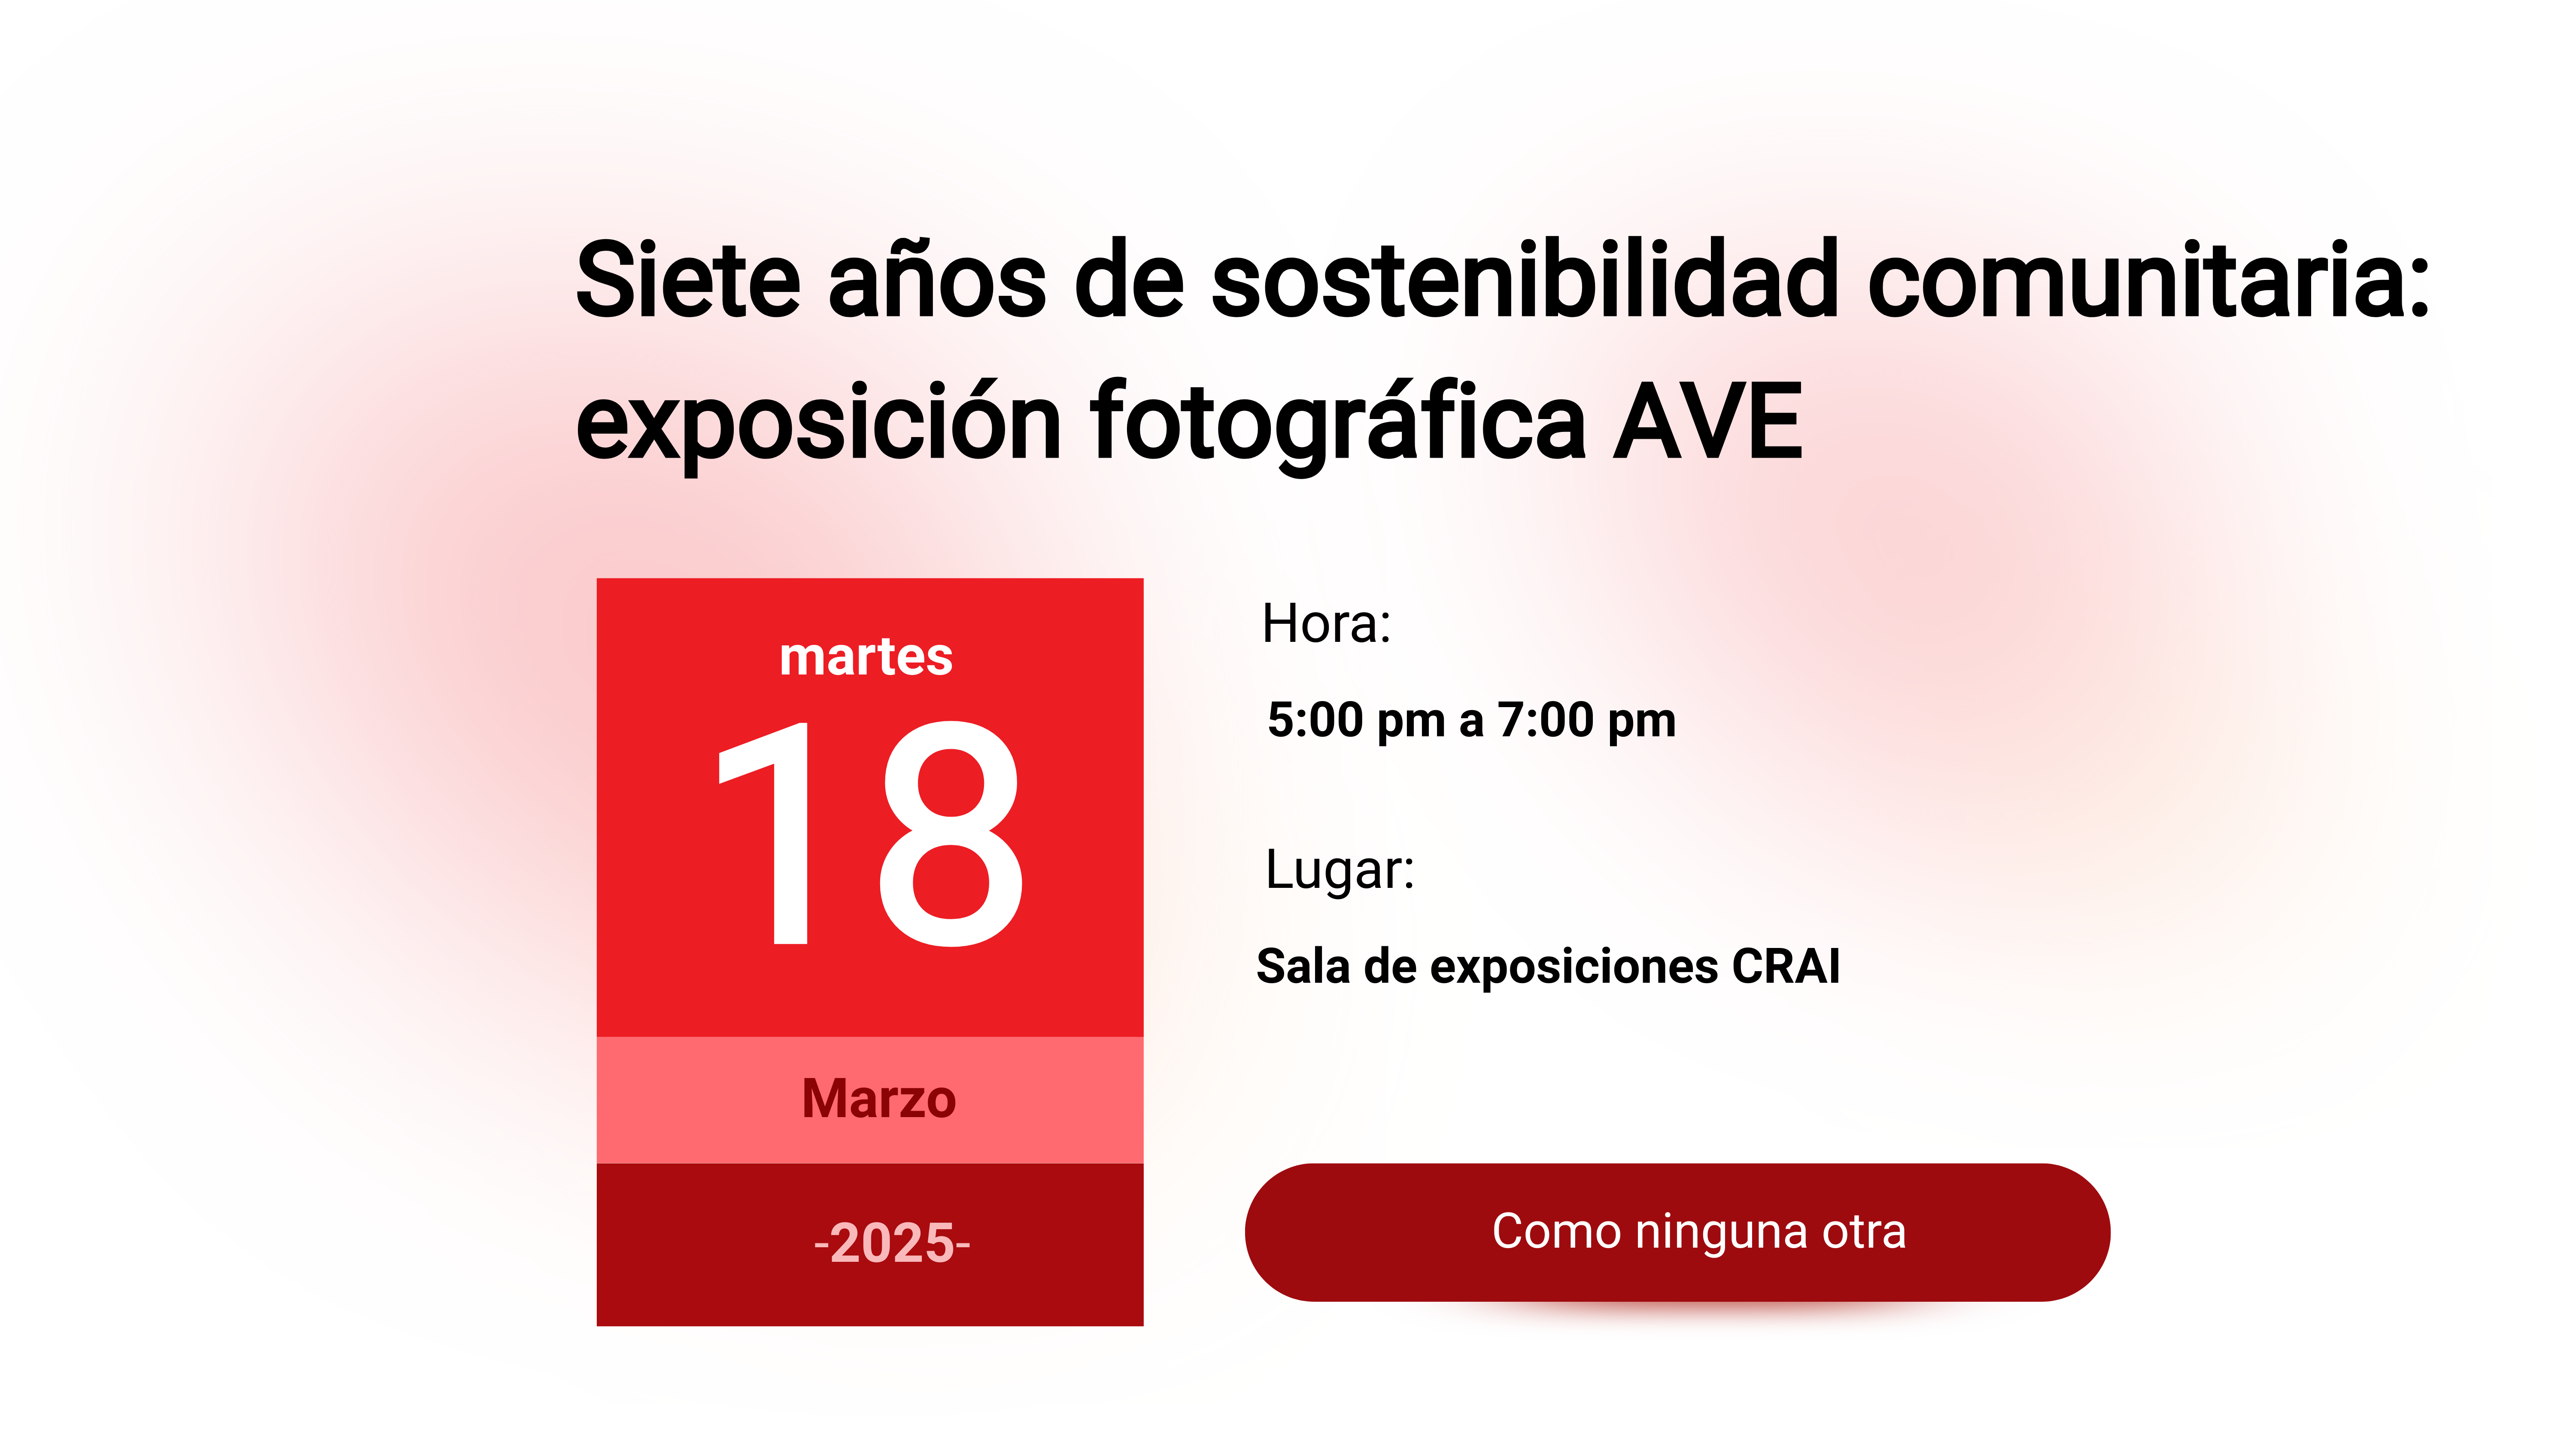 Siete años de sostenibilidad comunitaria:
exposición fotográfica AVE
martes
18
Marzo
-2025-
Hora:
5:00 pm a 7:00 pm
Lugar:
Sala de exposiciones CRAI
Como ninguna otra